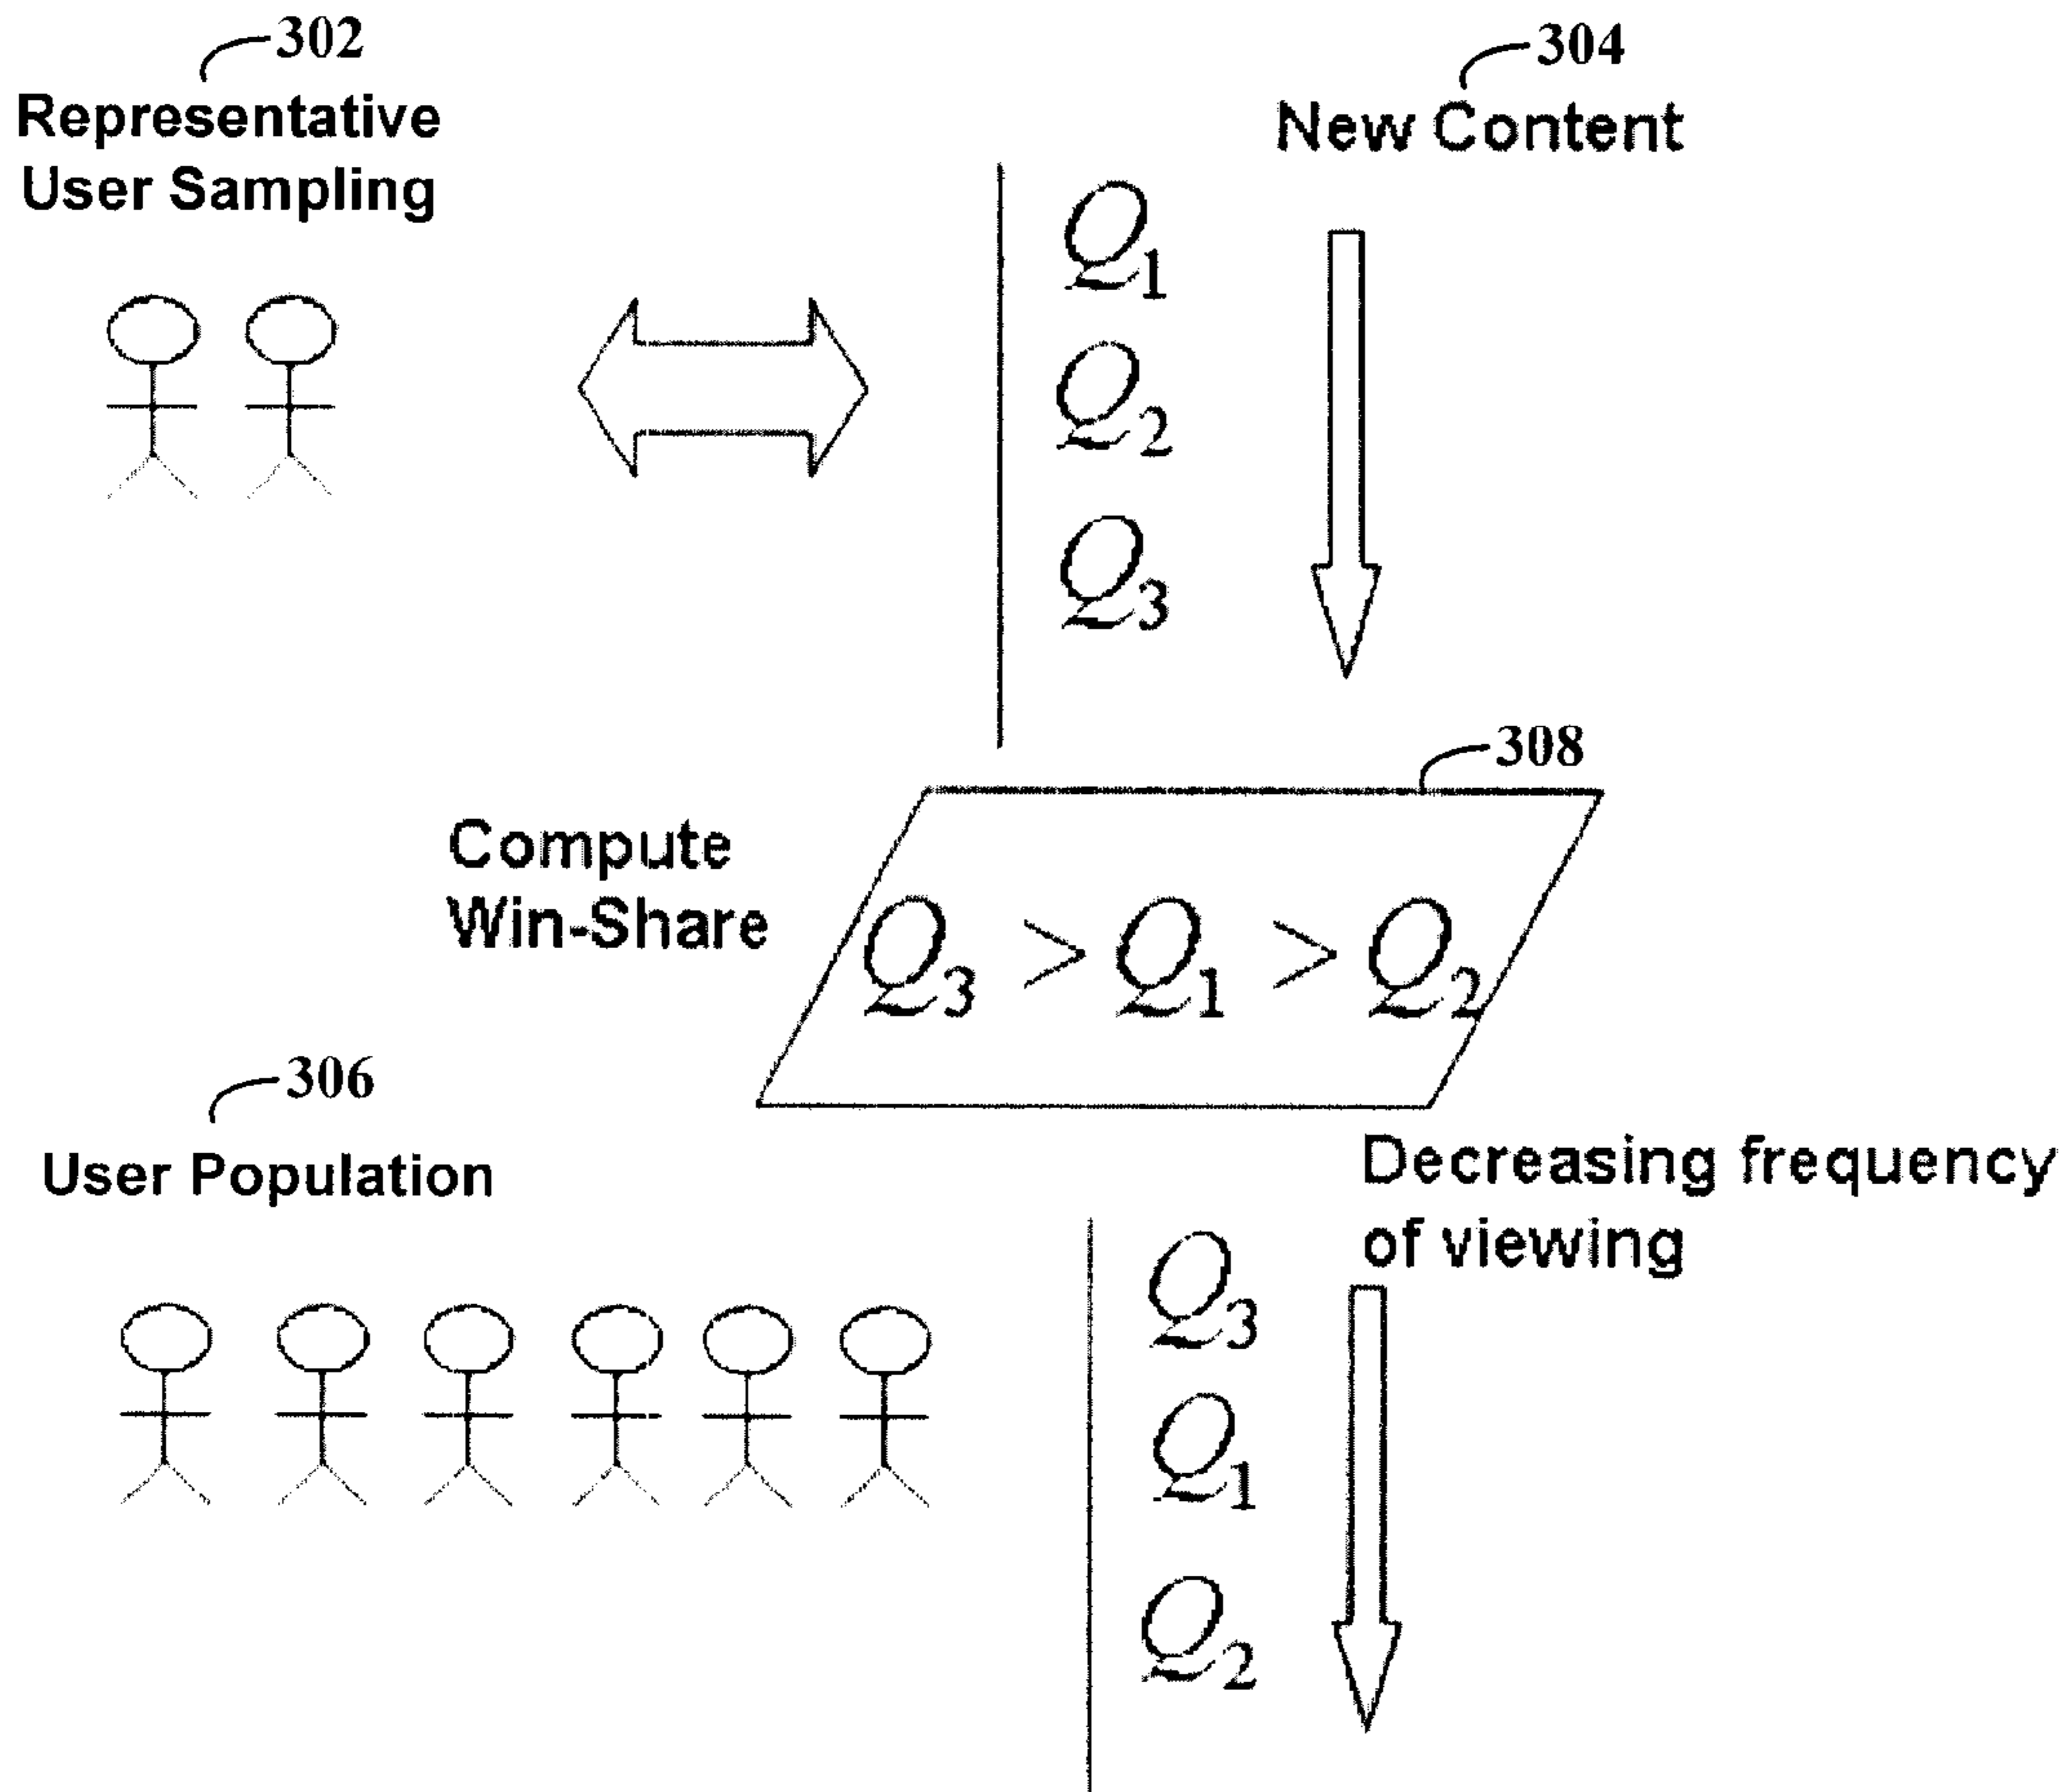 302
Representative
User Sampling
304
New Content
Q1
Q2
Q3
308
Compute
Win-Share
Q3 > Q1 > Q2
306
User Population
Decreasing frequency
of viewing
Q3
Q1
Q2